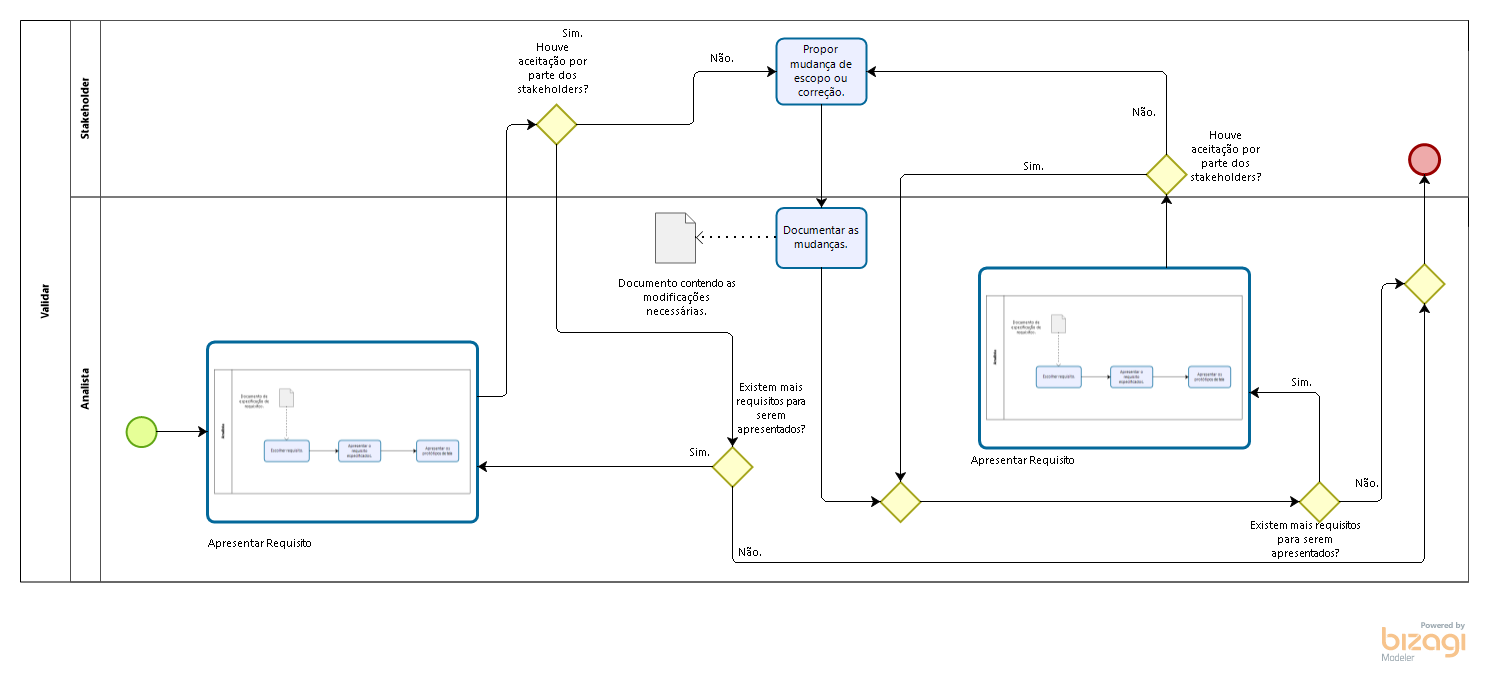 Validar
Stakeholder
Analista
Sim.
Houve
aceitação por
parte dos
stakeholders?
Não.
Propor
mudança de
escopo ou
correção.
Não.
Houve
aceitação por
parte dos
stakeholders?
Sim.
Documentar as
mudanças.
Documento contendo as
modificações
necessárias.
Documento de
especificação de
requisitos.
Analista
Escolher requisito.
Apresentar o
requisito
especificados.
Apresentar os
protótipos de tela
Apresentar Requisito
Existem mais
requisitos para
serem
apresentados?
Sim.
Não.
Documento de
especificação de
requisitos.
Analista
Escolher requisito.
Apresentar o
requisito
especificados.
Apresentar os
protótipos de tela
Apresentar Requisito
Sim.
Não.
Existem mais requisitos
para serem
apresentados?
Powered by
bizagi
Modeler